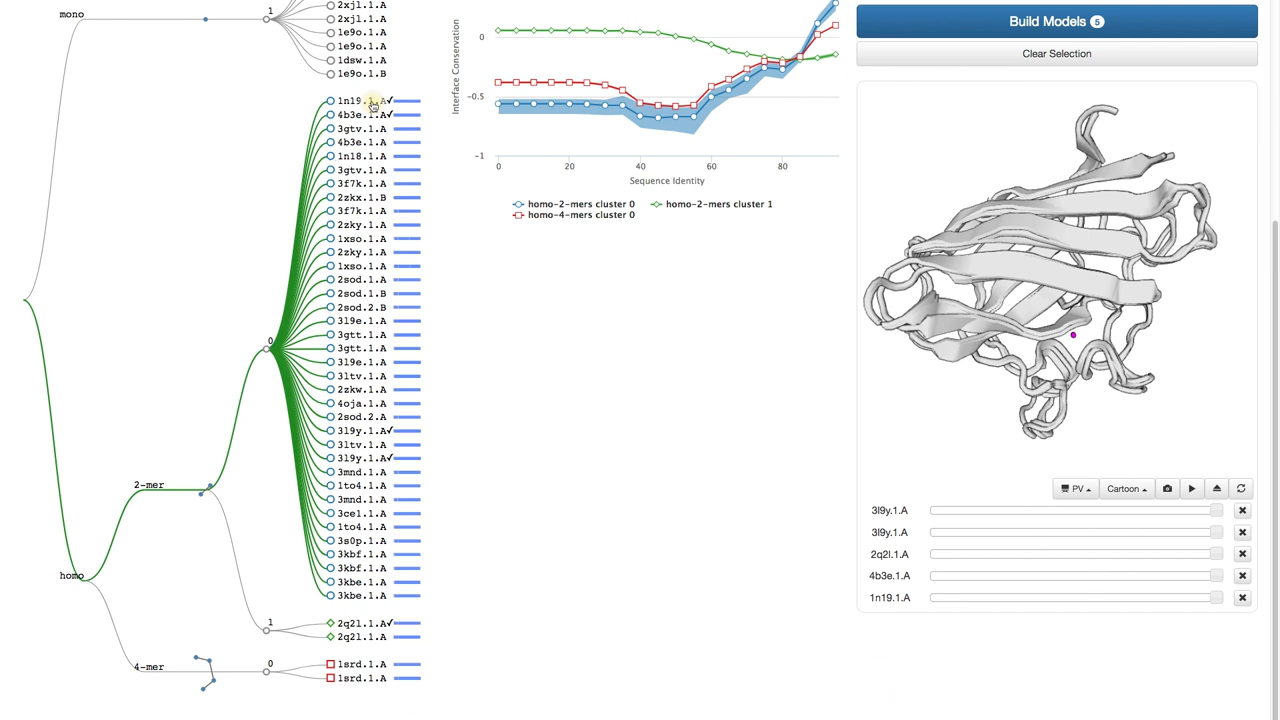 mono
1
2xjl.1.A
2xjl.1.A
1e9o.1.A
1e9o.1.A
1dsw.1.A
1e9o.1.B
1n19.1.A✓
4b3e.1.A✓
3gtv.1.A
4b3e.1.A
1n18.1.A
3gtv.1.A
3f7k.1.A
2zkx.1.B
3f7k.1.A
2zky.1.A
1xso.1.A
2zky.1.A
1xso.1.A
2sod.1.A
2sod.1.B
2sod.2.B
3l9e.1.A
3gtt.1.A
0
3gtt.1.A
3l9e.1.A
3ltv.1.A
2zkw.1.A
4oja.1.A
2sod.2.A
3l9y.1.A✓
3ltv.1.A
3l9y.1.A✓
3mnd.1.A
2-mer
1to4.1.A
3mnd.1.A
3ce1.1.A
1to4.1.A
3s0p.1.A
3kbf.1.A
3kbf.1.A
homo
3kbe.1.A
3kbe.1.A
1
2q2l.1.A✓
2q2l.1.A
4-mer
0
1srd.1.A
1srd.1.A
Interface Conservation
0
-0.5
-1
0 20 40 60 80
Sequence Identity
homo-2-mers cluster 0 homo-2-mers cluster 1
homo-4-mers cluster 0
Build Models 5
Clear Selection
PV Cartoon
3l9y.1.A
3l9y.1.A
2q2l.1.A
4b3e.1.A
1n19.1.A